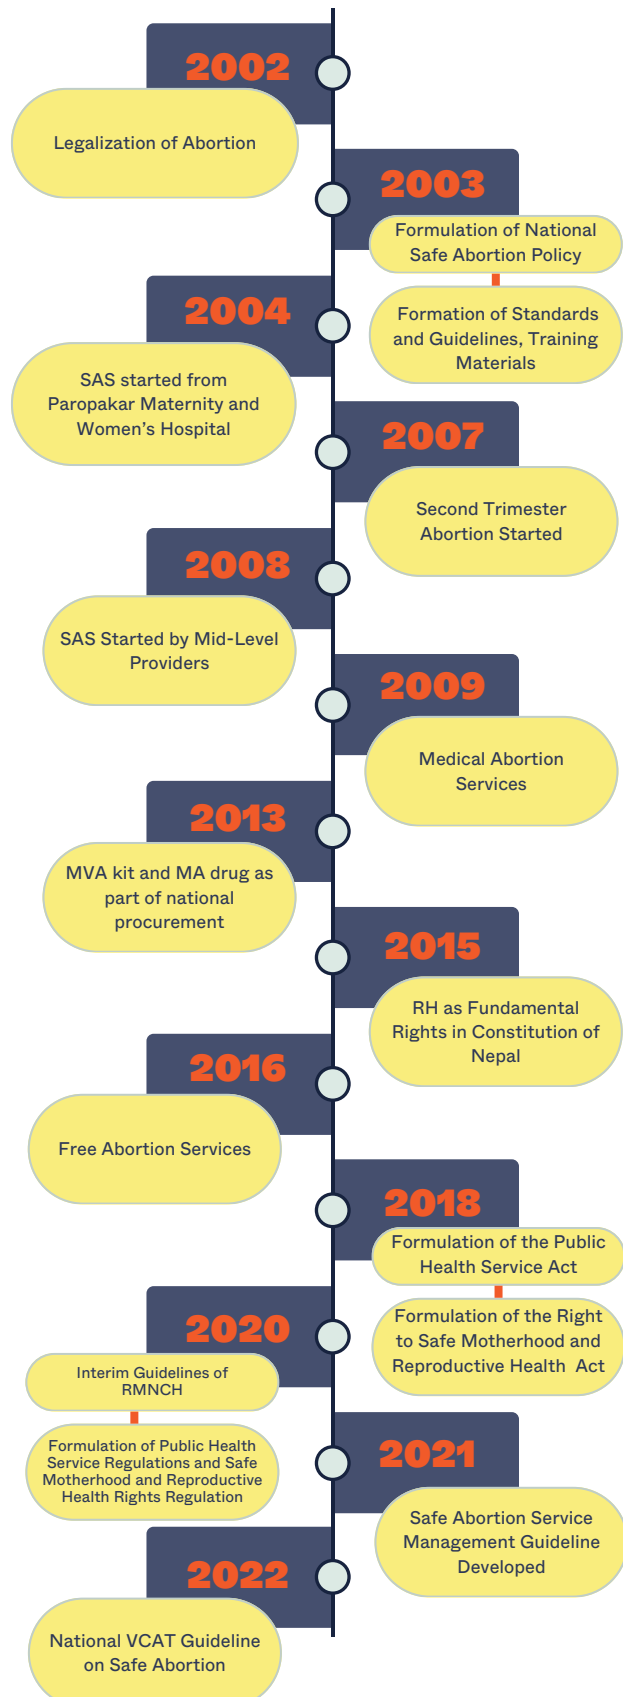 2002
Legalization of Abortion
2003
Formulation of National
Safe Abortion Policy
Formation of Standards
and Guidelines, Training
Materials
2004
SAS started from
Paropakar Maternity and
Women's Hospital
2007
Second Trimester
Abortion Started
2008
SAS Started by Mid-Level
Providers
2009
Medical Abortion
Services
2013
MVA kit and MA drug as
part of national
procurement
2015
RH as Fundamental
Rights in Constitution of
Nepal
2016
Free Abortion Services
2018
Formulation of the Public
Health Service Act
Formulation of the Right
to Safe Motherhood and
Reproductive Health Act
2020
Interim Guidelines of
RMNCH
Formulation of Public Health
Service Regulations and Safe
Motherhood and Reproductive
Health Rights Regulation
2021
Safe Abortion Service
Management Guideline
Developed
2022
National VCAT Guideline
on Safe Abortion